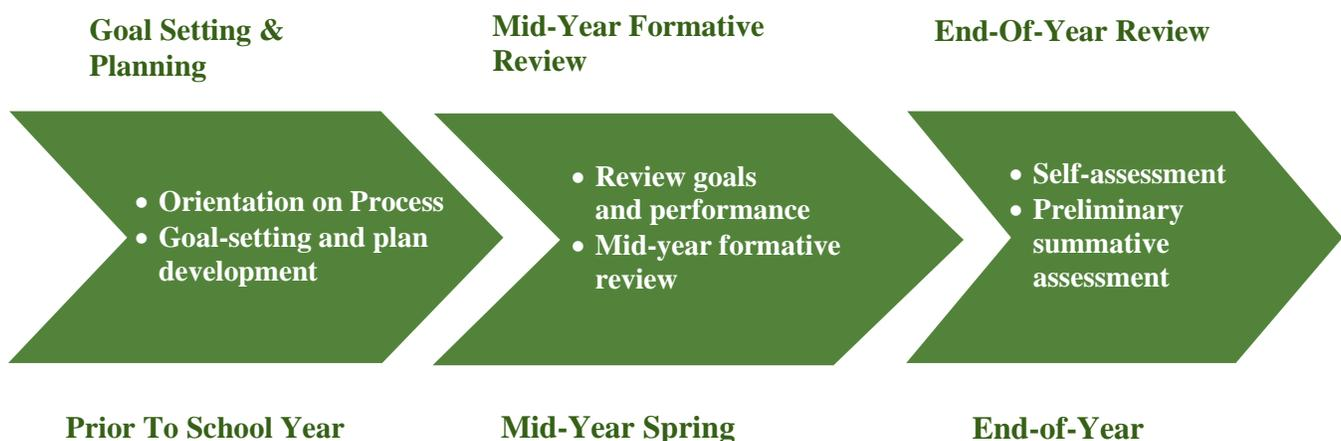 Goal Setting &
Planning
Mid-Year Formative
Review
End-Of-Year Review
• Orientation on Process
• Goal-setting and plan
development
• Review goals
and performance
• Mid-year formative
review
• Self-assessment
• Preliminary
summative
assessment
Prior To School Year
Mid-Year Spring
End-of-Year